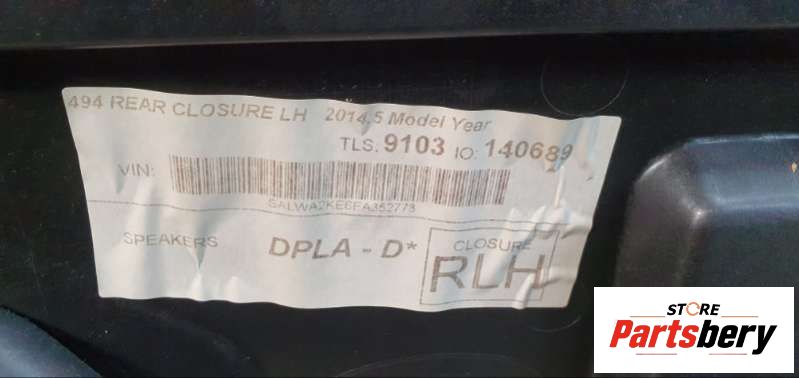 494 REAR CLOSURE LH 2014.5 Model Year
TLS. 9103 IO: 140689
VIN:
SALWA2KE6FA352773
SPEAKERS DPLA - D*
CLOSURE
RLH
STORE
Partsbery